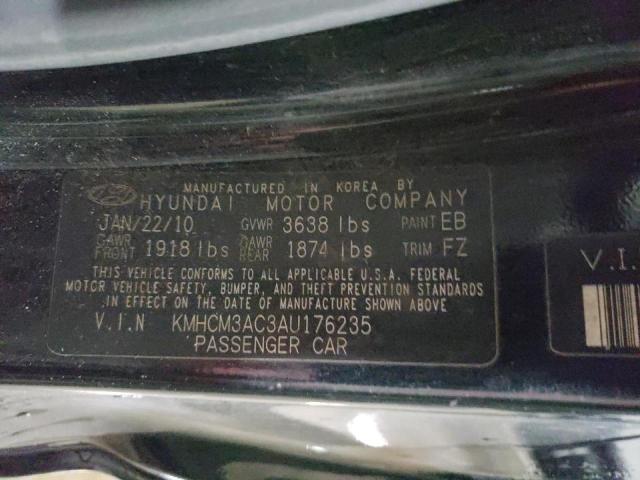 MANUFACTURED IN KOREA BY
HYUNDAI MOTOR COMPANY
JAN/22/10 GVWR 3638 lbs PAINT EB
GAWR FRONT 1918 lbs GAWR REAR 1874 lbs TRIM FZ
THIS VEHICLE CONFORMS TO ALL APPLICABLE U.S.A. FEDERAL
MOTOR VEHICLE SAFETY, BUMPER, AND THEFT PREVENTION STANDARDS
IN EFFECT ON THE DATE OF MANUFACTURE SHOWN ABOVE
V.I.N KMHCM3AC3AU176235
PASSENGER CAR
V.I.